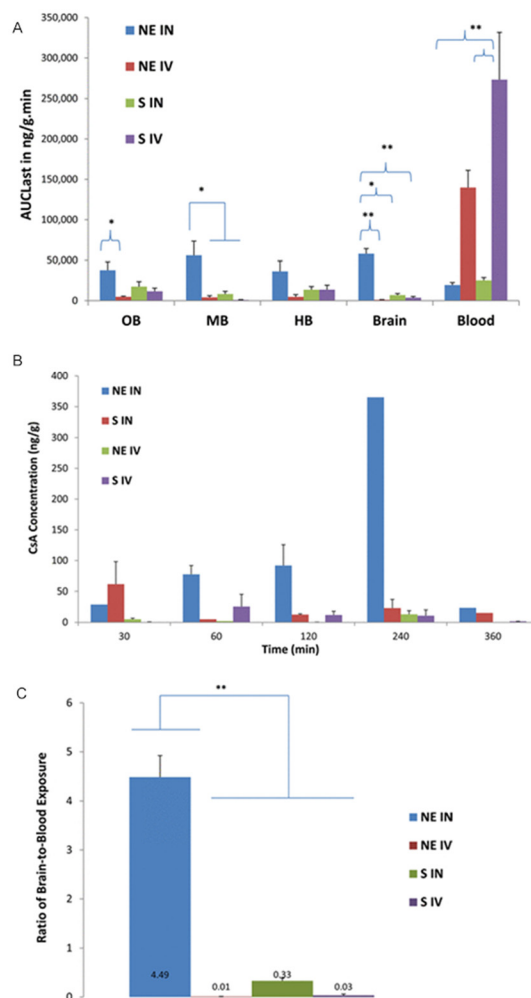 A
AUCLast in ng/g.min
350,000
300,000
250,000
200,000
150,000
100,000
50,000
0
NE IN
NE IV
S IN
S IV
*
*
**
*
**
**
OB MB HB Brain Blood
B
CsA Concentration (ng/g)
400
350
300
250
200
150
100
50
0
NE IN
S IN
NE IV
S IV
30 60 120 240 360
Time (min)
C
Ratio of Brain-to-Blood Exposure
6
5
4
3
2
1
0
**
NE IN
NE IV
S IN
S IV
4.49
0.01
0.33
0.03